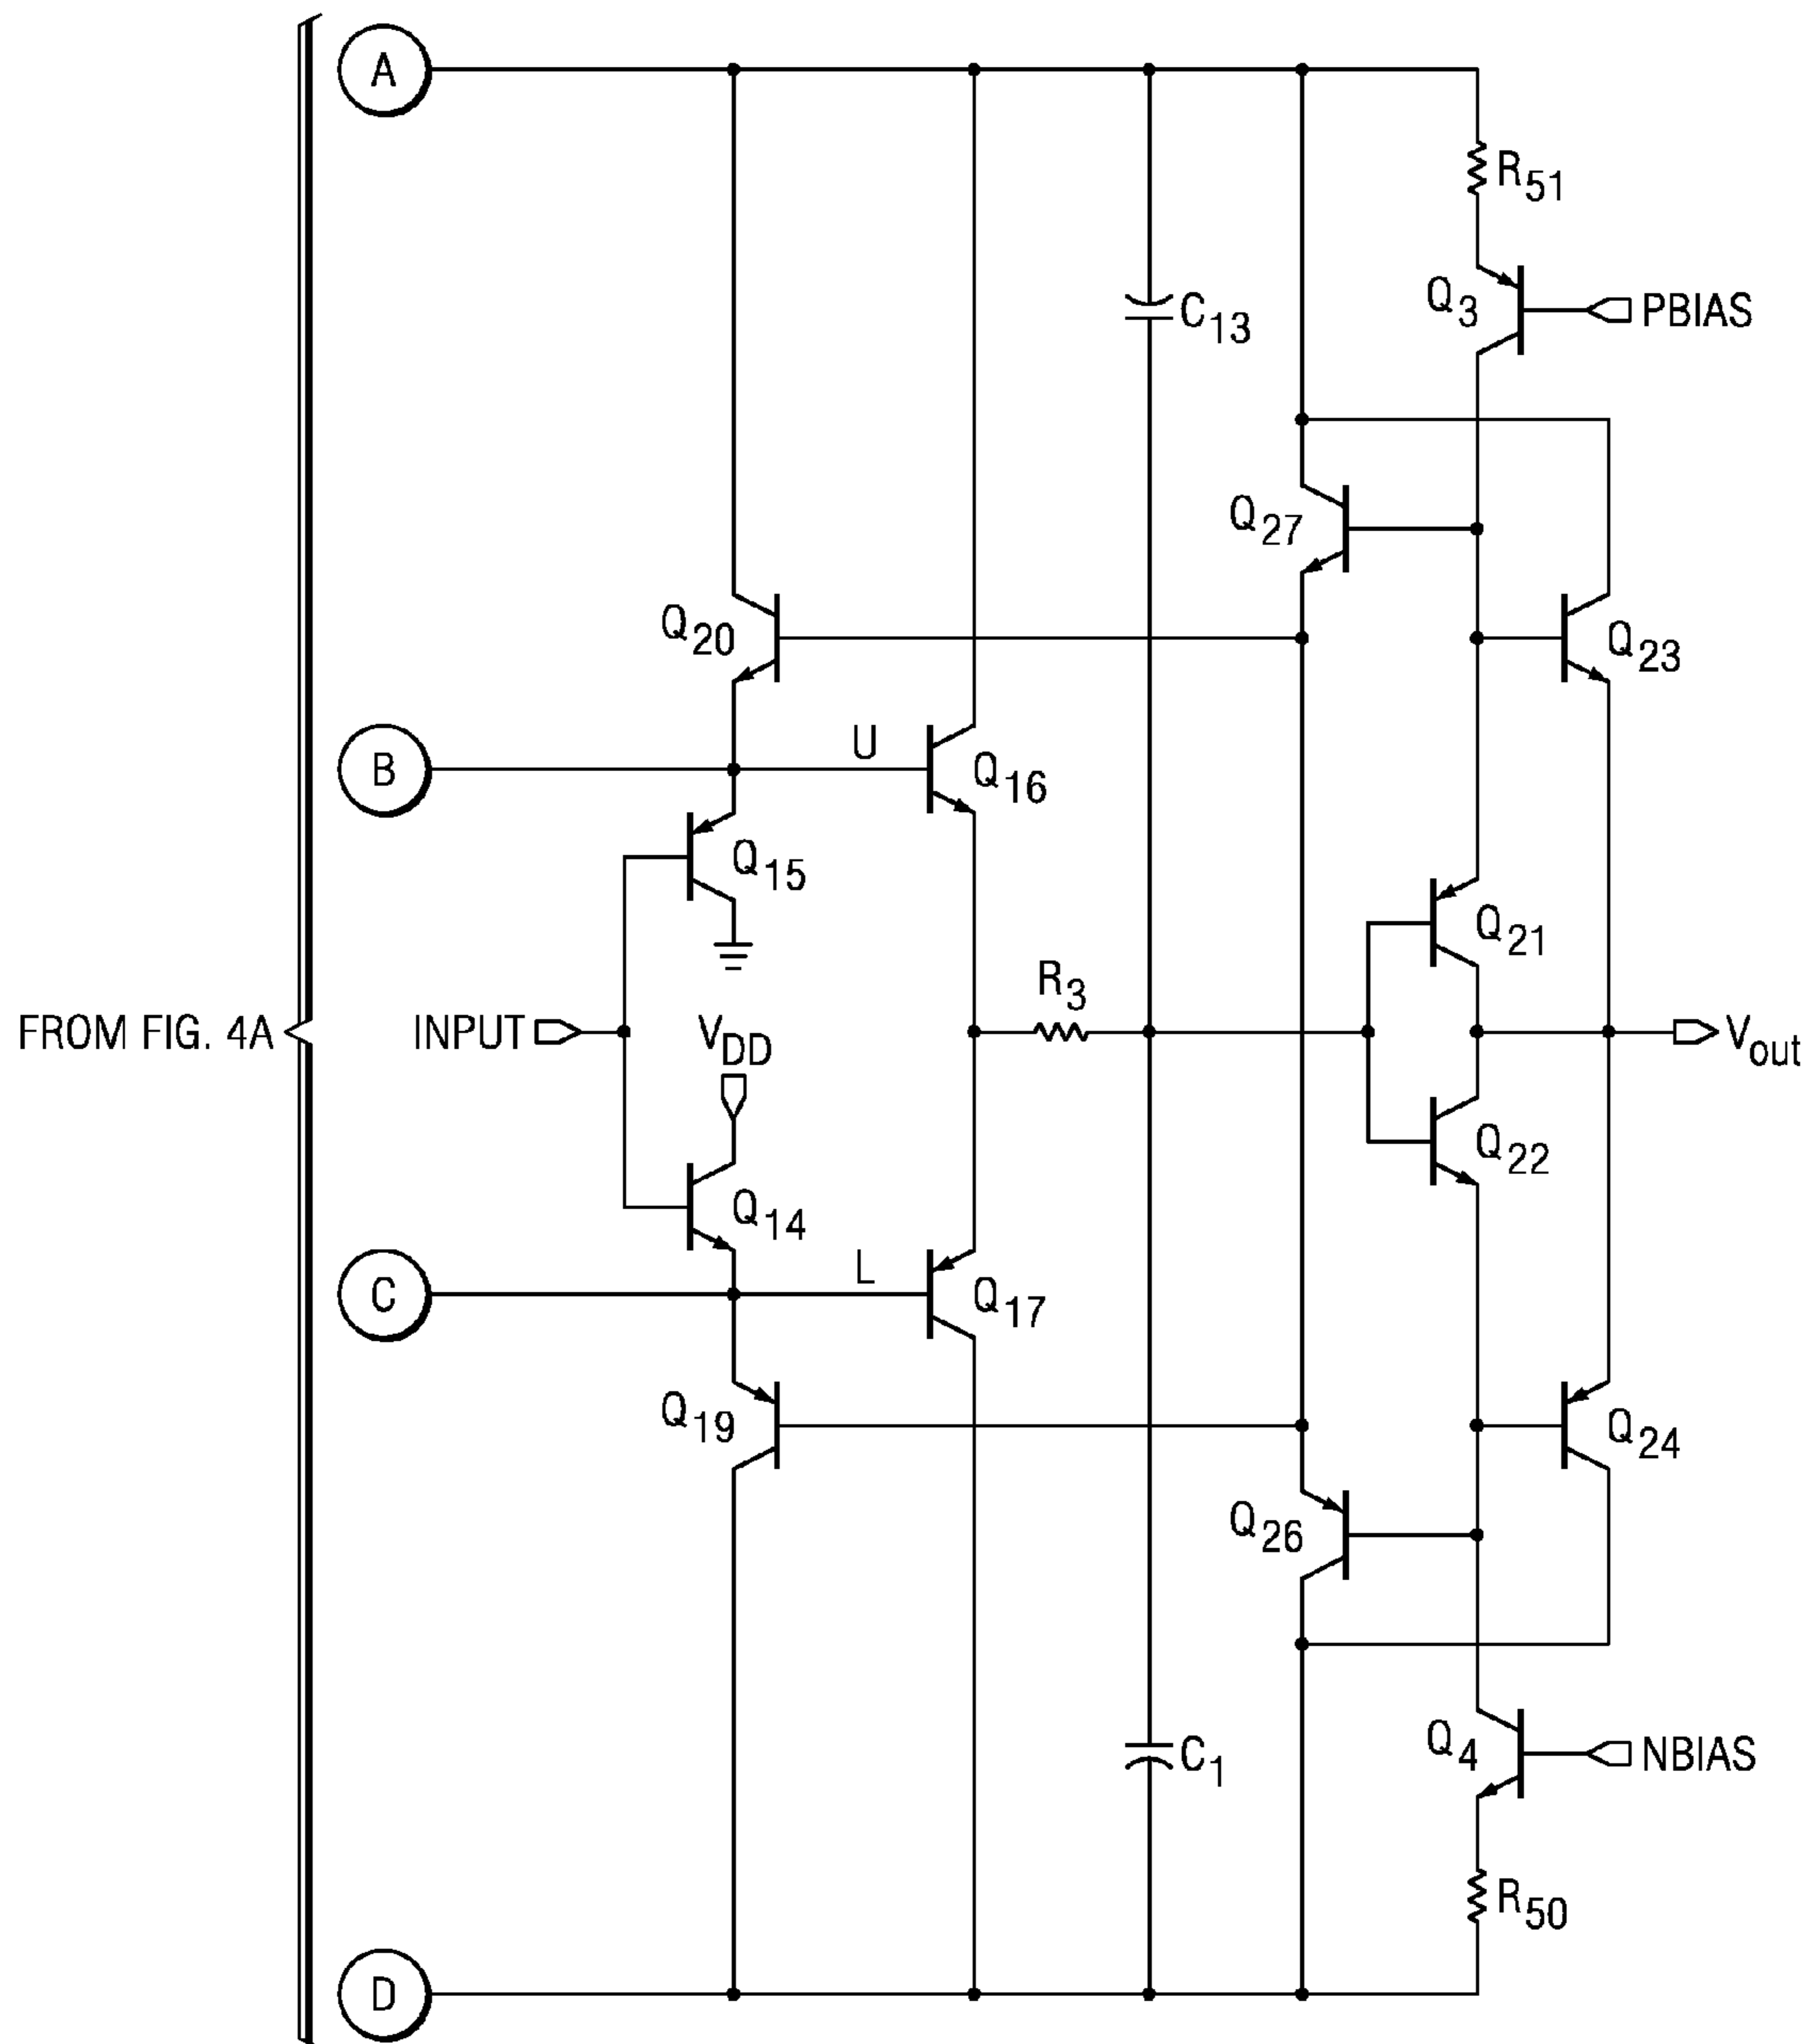 A
R51
Q3
PBIAS
C13
Q27
Q20
Q23
B
U
Q16
Q15
Q21
R3
FROM FIG. 4A
INPUT
VDD
Vout
Q22
Q14
C
L
Q17
Q19
Q24
Q26
Q4
NBIAS
C1
R50
D